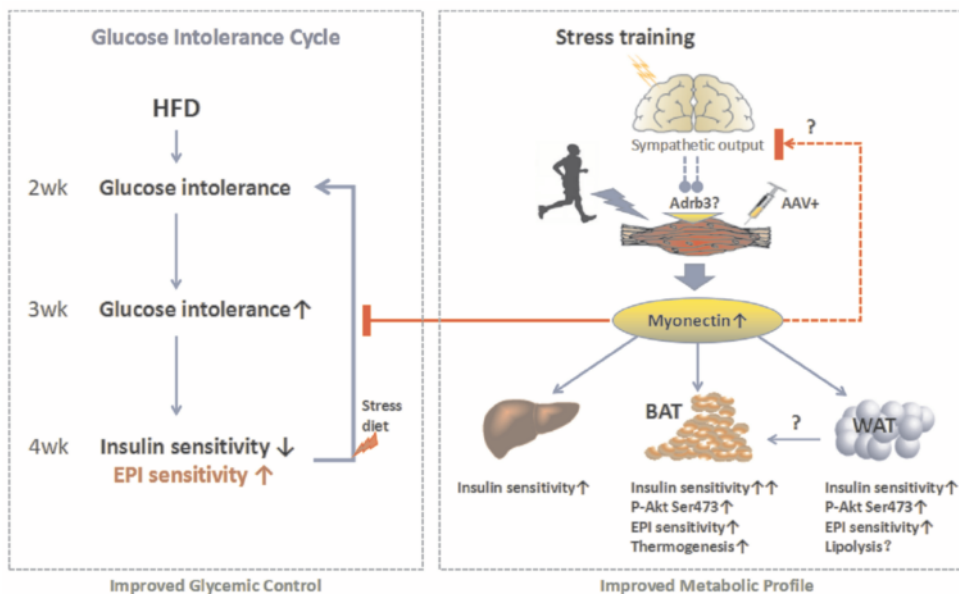 Glucose Intolerance Cycle
HFD
2wk Glucose intolerance
3wk Glucose intolerance↑
Stress
diet
4wk Insulin sensitivity ↓
EPI sensitivity ↑
Improved Glycemic Control
Stress training
?
Sympathetic output
Adrb3?
AAV+
Myonectin↑
BAT
?
WAT
Insulin sensitivity↑
Insulin sensitivity↑↑
P-Akt Ser473↑
EPI sensitivity↑
Thermogenesis↑
Insulin sensitivity↑
P-Akt Ser473↑
EPI sensitivity↑
Lipolysis?
Improved Metabolic Profile